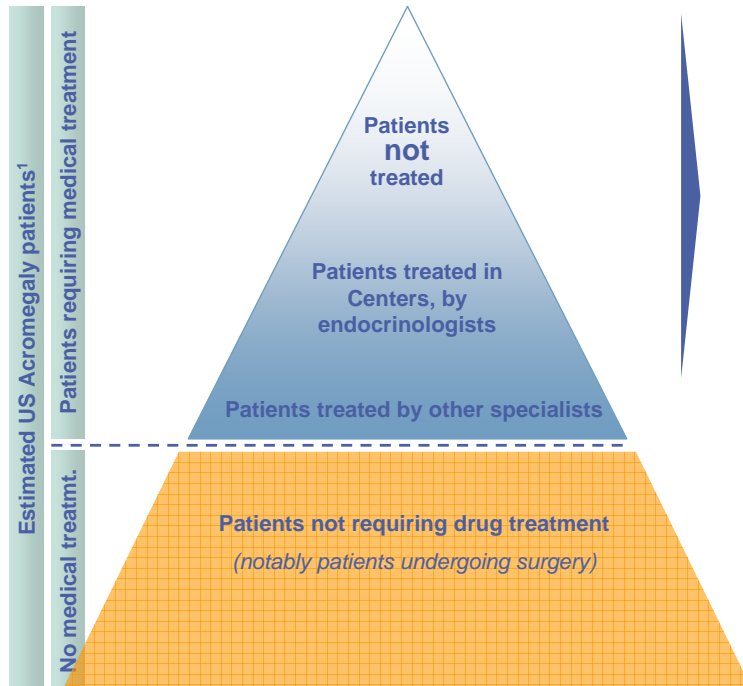 Estimated US Acromegaly patients¹
Patients requiring medical treatment
No medical treatmt.
Patients
not
treated
Patients treated in
Centers, by
endocrinologists
Patients treated by other specialists
Patients not requiring drug treatment
(notably patients undergoing surgery)